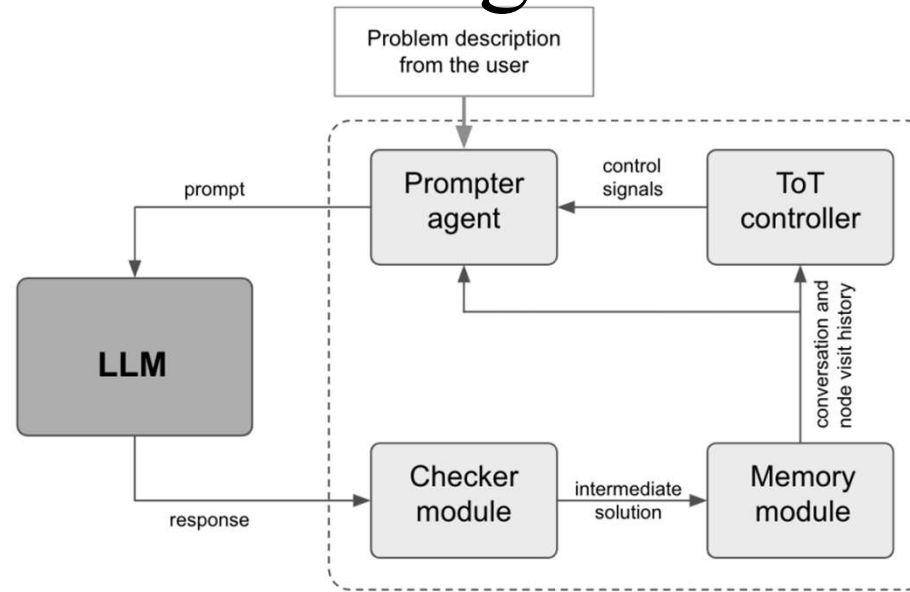 Problem description
from the user
prompt
Prompter
agent
control
signals
ToT
controller
LLM
conversation and
node visit history
response
Checker
module
intermediate
solution
Memory
module